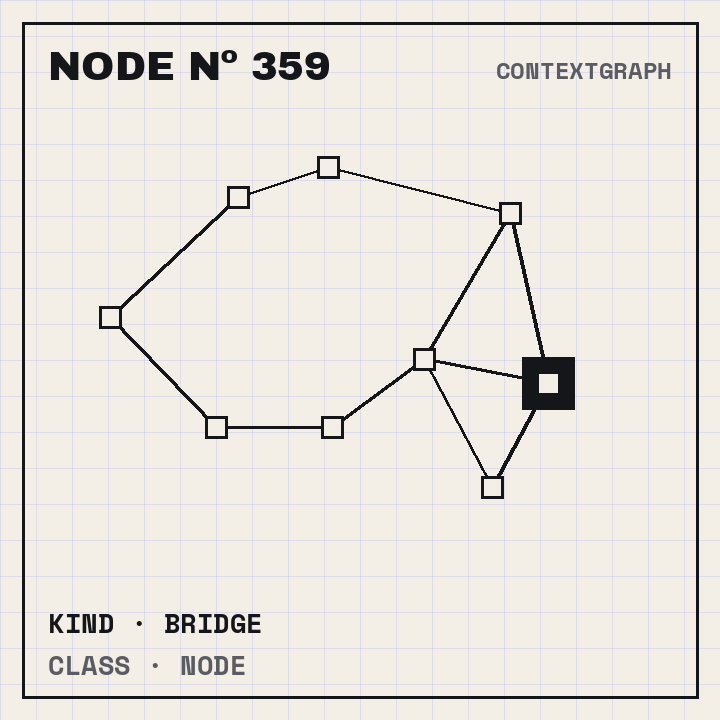 NODE Nº 359
CONTEXTGRAPH
KIND · BRIDGE
CLASS · NODE